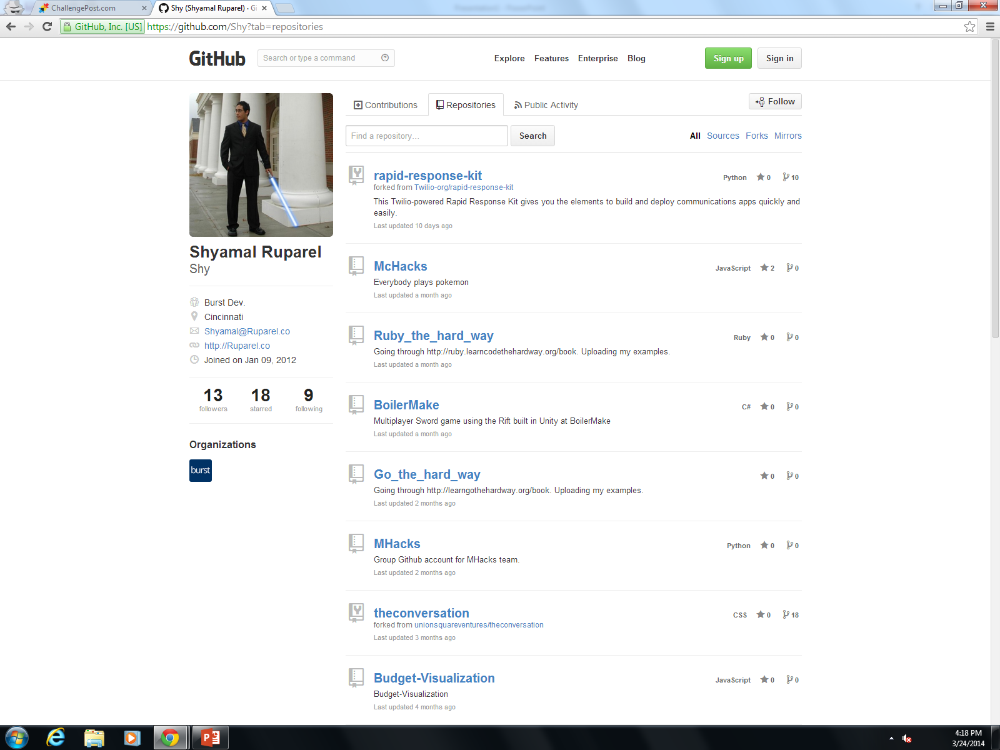 ChallengePost.com
Shy (Shyamal Ruparel) · Gi
GitHub, Inc. [US]
https://github.com/Shy?tab=repositories
GitHub
Search or type a command
Explore
Features
Enterprise
Blog
Sign up
Sign in
Contributions
Repositories
Public Activity
Follow
Find a repository...
Search
All
Sources
Forks
Mirrors
Shyamal Ruparel
Shy
Burst Dev.
Cincinnati
Shyamal@Ruparel.co
http://Ruparel.co
Joined on Jan 09, 2012
13 followers
18 starred
9 following
Organizations
burst
rapid-response-kit
Python 0 10
forked from Twilio-org/rapid-response-kit
This Twilio-powered Rapid Response Kit gives you the elements to build and deploy communications apps quickly and
easily.
Last updated 10 days ago
McHacks
JavaScript 2 0
Everybody plays pokemon
Last updated a month ago
Ruby_the_hard_way
Ruby 0 0
Going through http://ruby.learncodethehardway.org/book. Uploading my examples.
Last updated a month ago
BoilerMake
C# 0 0
Multiplayer Sword game using the Rift built in Unity at BoilerMake
Last updated a month ago
Go_the_hard_way
0 0
Going through http://learngothehardway.org/book. Uploading my examples.
Last updated 2 months ago
MHacks
Python 0 0
Group Github account for MHacks team.
Last updated 2 months ago
theconversation
CSS 0 18
forked from unionsquareventures/theconversation
Last updated 3 months ago
Budget-Visualization
JavaScript 0 0
Budget-Visualization
Last updated 4 months ago
4:18 PM
3/24/2014